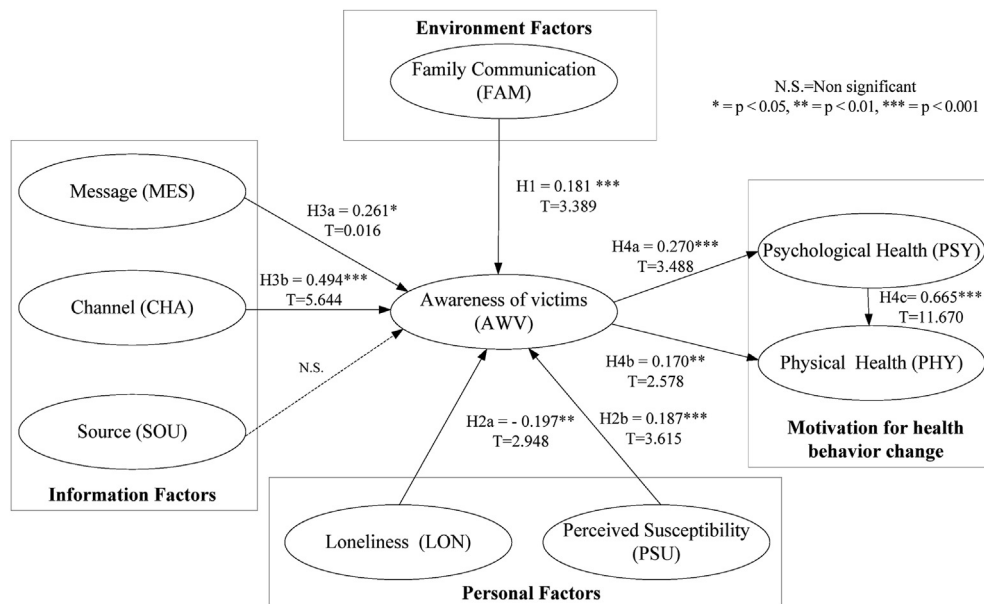 Environment Factors
Family Communication
(FAM)
N.S.=Non significant
* = p < 0.05, ** = p < 0.01, *** = p < 0.001
Message (MES)
H3a = 0.261*
T=0.016
H1 = 0.181 ***
T=3.389
H3b = 0.494***
T=5.644
Channel (CHA)
Awareness of victims
(AWV)
H4a = 0.270***
T=3.488
Psychological Health (PSY)
H4c= 0.665***
T=11.670
Physical Health (PHY)
H4b = 0.170**
T=2.578
Motivation for health
behavior change
N.S.
Source (SOU)
Information Factors
H2a = - 0.197**
T=2.948
H2b = 0.187***
T=3.615
Loneliness (LON)
Perceived Susceptibility
(PSU)
Personal Factors